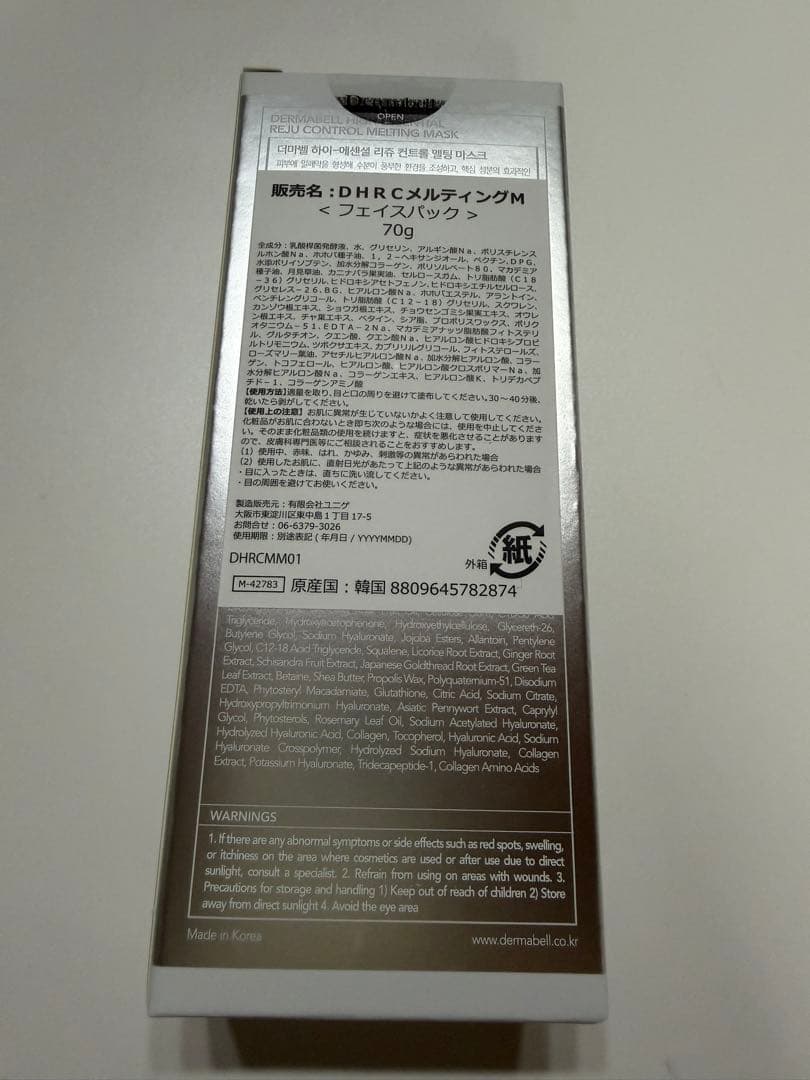 Dermabell
OPEN
DERMABELL HIGH
REJU CONTROL MELTING MASK
더마벨 하이-에센셜 리쥬 컨트롤 멜팅 마스크
피부에 밀폐막을 형성해 수분이 풍부한 환경을 조성하고, 핵심 성분의 효과적인
販売名：DHRCメルティングM
< フェイスパック >
70g
全成分：乳酸桿菌発酵液、水、グリセリン、アルギン酸Na、ポリスチレンス
ルホン酸Na、ホホバ種子油、1，2－ヘキサンジオール、ペクチン、DPG、
水添ポリイソブテン、加水分解コラーゲン、ポリソルベート80、マカデミア
種子油、月見草油、カニナバラ果実油、セルロースガム、トリ脂肪酸（C18
－36）グリセリル、ヒドロキシアセトフェノン、ヒドロキシエチルセルロース、
グリセレス－26、BG、ヒアルロン酸Na、ホホバエステル、アラントイン、
ペンチレングリコール、トリ脂肪酸（C12－18）グリセリル、スクワレン、
カンゾウ根エキス、ショウガ根エキス、チョウセンゴミシ果実エキス、オウレ
ン根エキス、チャ葉エキス、ベタイン、シア脂、プロポリスワックス、ポリク
オタニウム－51、EDTA－2Na、マカデミアナッツ脂肪酸フィトステリ
ル、グルタチオン、クエン酸、クエン酸Na、ヒアルロン酸ヒドロキシプロピ
ルトリモニウム、ツボクサエキス、カプリリルグリコール、フィトステロールズ、
ローズマリー葉油、アセチルヒアルロン酸Na、加水分解ヒアルロン酸、コラー
ゲン、トコフェロール、ヒアルロン酸、ヒアルロン酸クロスポリマーNa、加
水分解ヒアルロン酸Na、コラーゲンエキス、ヒアルロン酸K、トリデカペプ
チド－1、コラーゲンアミノ酸
【使用方法】適量を取り、目と口の周りを避けて塗布してください。30～40分後、
乾いたら剥がしてください。
【使用上の注意】お肌に異常が生じていないかよく注意して使用してください。
化粧品がお肌に合わないとき即ち次のような場合には、使用を中止してくださ
い。そのまま化粧品類の使用を続けますと、症状を悪化させることがあります
ので、皮膚科専門医等にご相談されることをおすすめします。
（1）使用中、赤味、はれ、かゆみ、刺激等の異常があらわれた場合
（2）使用したお肌に、直射日光があたって上記のような異常があらわれた場合
・目に入ったときは、直ちに洗い流してください。
・目の周囲を避けてお使いください。
製造販売元：有限会社ユニゲ
大阪市東淀川区東中島１丁目17-5
お問合せ：06-6379-3026
使用期限：別途表記 ( 年月日 / YYYYMMDD)
DHRCMM01
外箱 紙
M-42783 原産国：韓国 8809645782874
Triglyceride, Hydroxyacetophenone, Hydroxyethylcellulose, Glycereth-26,
Butylene Glycol, Sodium Hyaluronate, Jojoba Esters, Allantoin, Pentylene
Glycol, C12-18 Acid Triglyceride, Squalene, Licorice Root Extract, Ginger Root
Extract, Schisandra Fruit Extract, Japanese Goldthread Root Extract, Green Tea
Leaf Extract, Betaine, Shea Butter, Propolis Wax, Polyquaternium-51, Disodium
EDTA, Phytosteryl Macadamiate, Glutathione, Citric Acid, Sodium Citrate,
Hydroxypropyltrimonium Hyaluronate, Asiatic Pennywort Extract, Caprylyl
Glycol, Phytosterols, Rosemary Leaf Oil, Sodium Acetylated Hyaluronate,
Hydrolyzed Hyaluronic Acid, Collagen, Tocopherol, Hyaluronic Acid, Sodium
Hyaluronate Crosspolymer, Hydrolyzed Sodium Hyaluronate, Collagen
Extract, Potassium Hyaluronate, Tridecapeptide-1, Collagen Amino Acids
WARNINGS
1. If there are any abnormal symptoms or side effects such as red spots, swelling,
or itchiness on the area where cosmetics are used or after use due to direct
sunlight, consult a specialist. 2. Refrain from using on areas with wounds. 3.
Precautions for storage and handling 1) Keep out of reach of children 2) Store
away from direct sunlight 4. Avoid the eye area
Made in Korea
www.dermabell.co.kr